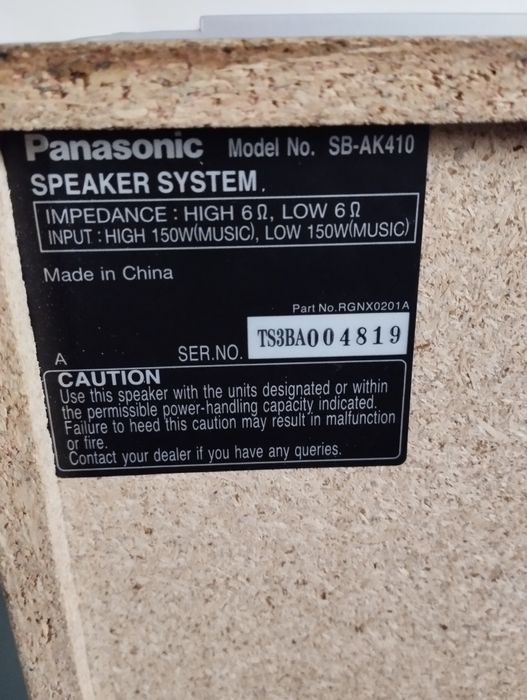 Panasonic Model No. SB-AK410
SPEAKER SYSTEM.
IMPEDANCE : HIGH 6Ω, LOW 6Ω
INPUT : HIGH 150W(MUSIC), LOW 150W(MUSIC)
Made in China
Part No.RGNX0201A
A SER.NO. TS3BA004819
CAUTION
Use this speaker with the units designated or within
the permissible power-handling capacity indicated.
Failure to heed this caution may result in malfunction
or fire.
Contact your dealer if you have any queries.